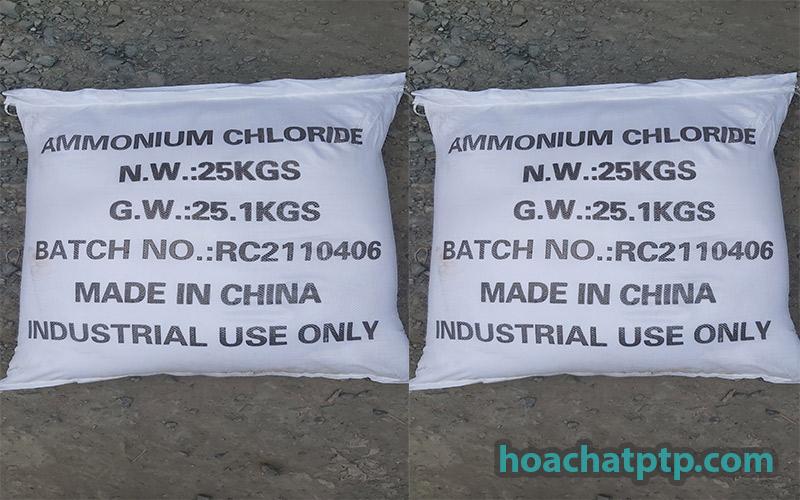 AMMONIUM CHLORIDE
N.W.:25KGS
G.W.:25.1KGS
BATCH NO.:RC2110406
MADE IN CHINA
INDUSTRIAL USE ONLY
AMMONIUM CHLORIDE
N.W.:25KGS
G.W.:25.1KGS
BATCH NO.:RC2110406
MADE IN CHINA
INDUSTRIAL USE ONLY
hoachatptp.com